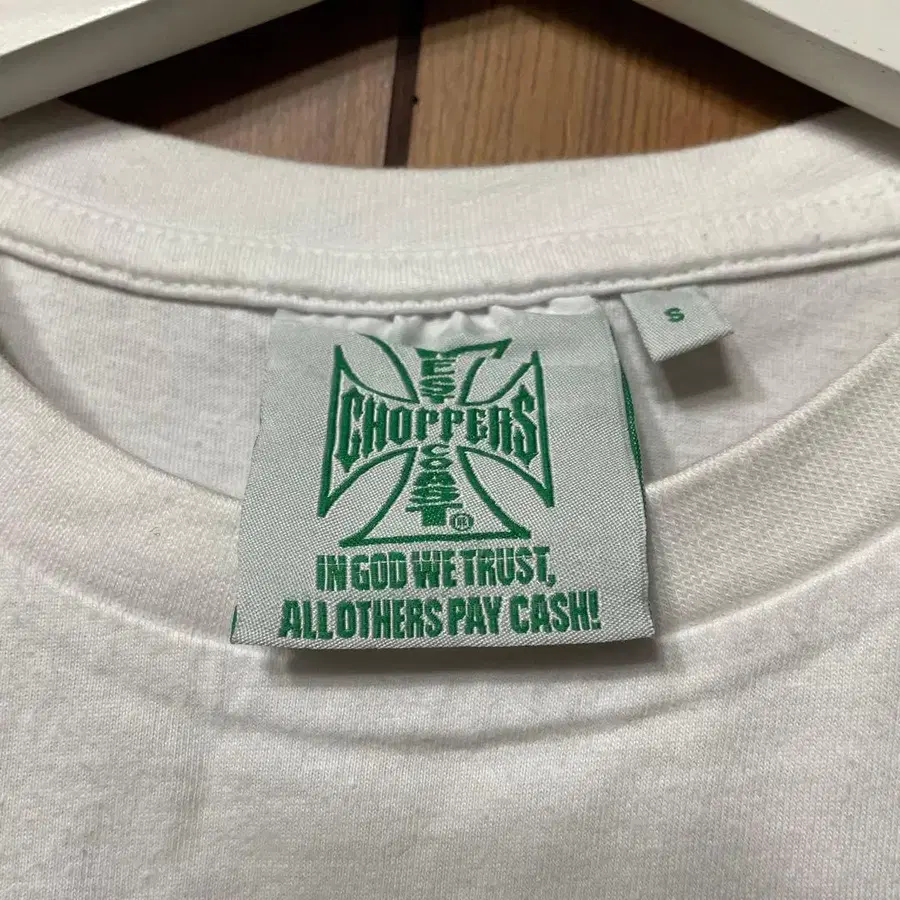 S
WEST
CHOPPERS
COAST
IN GOD WE TRUST,
ALL OTHERS PAY CASH!